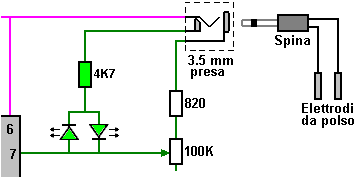 3.5 mm
presa
Spina
4K7
820
Elettrodi
da polso
6
7
100K